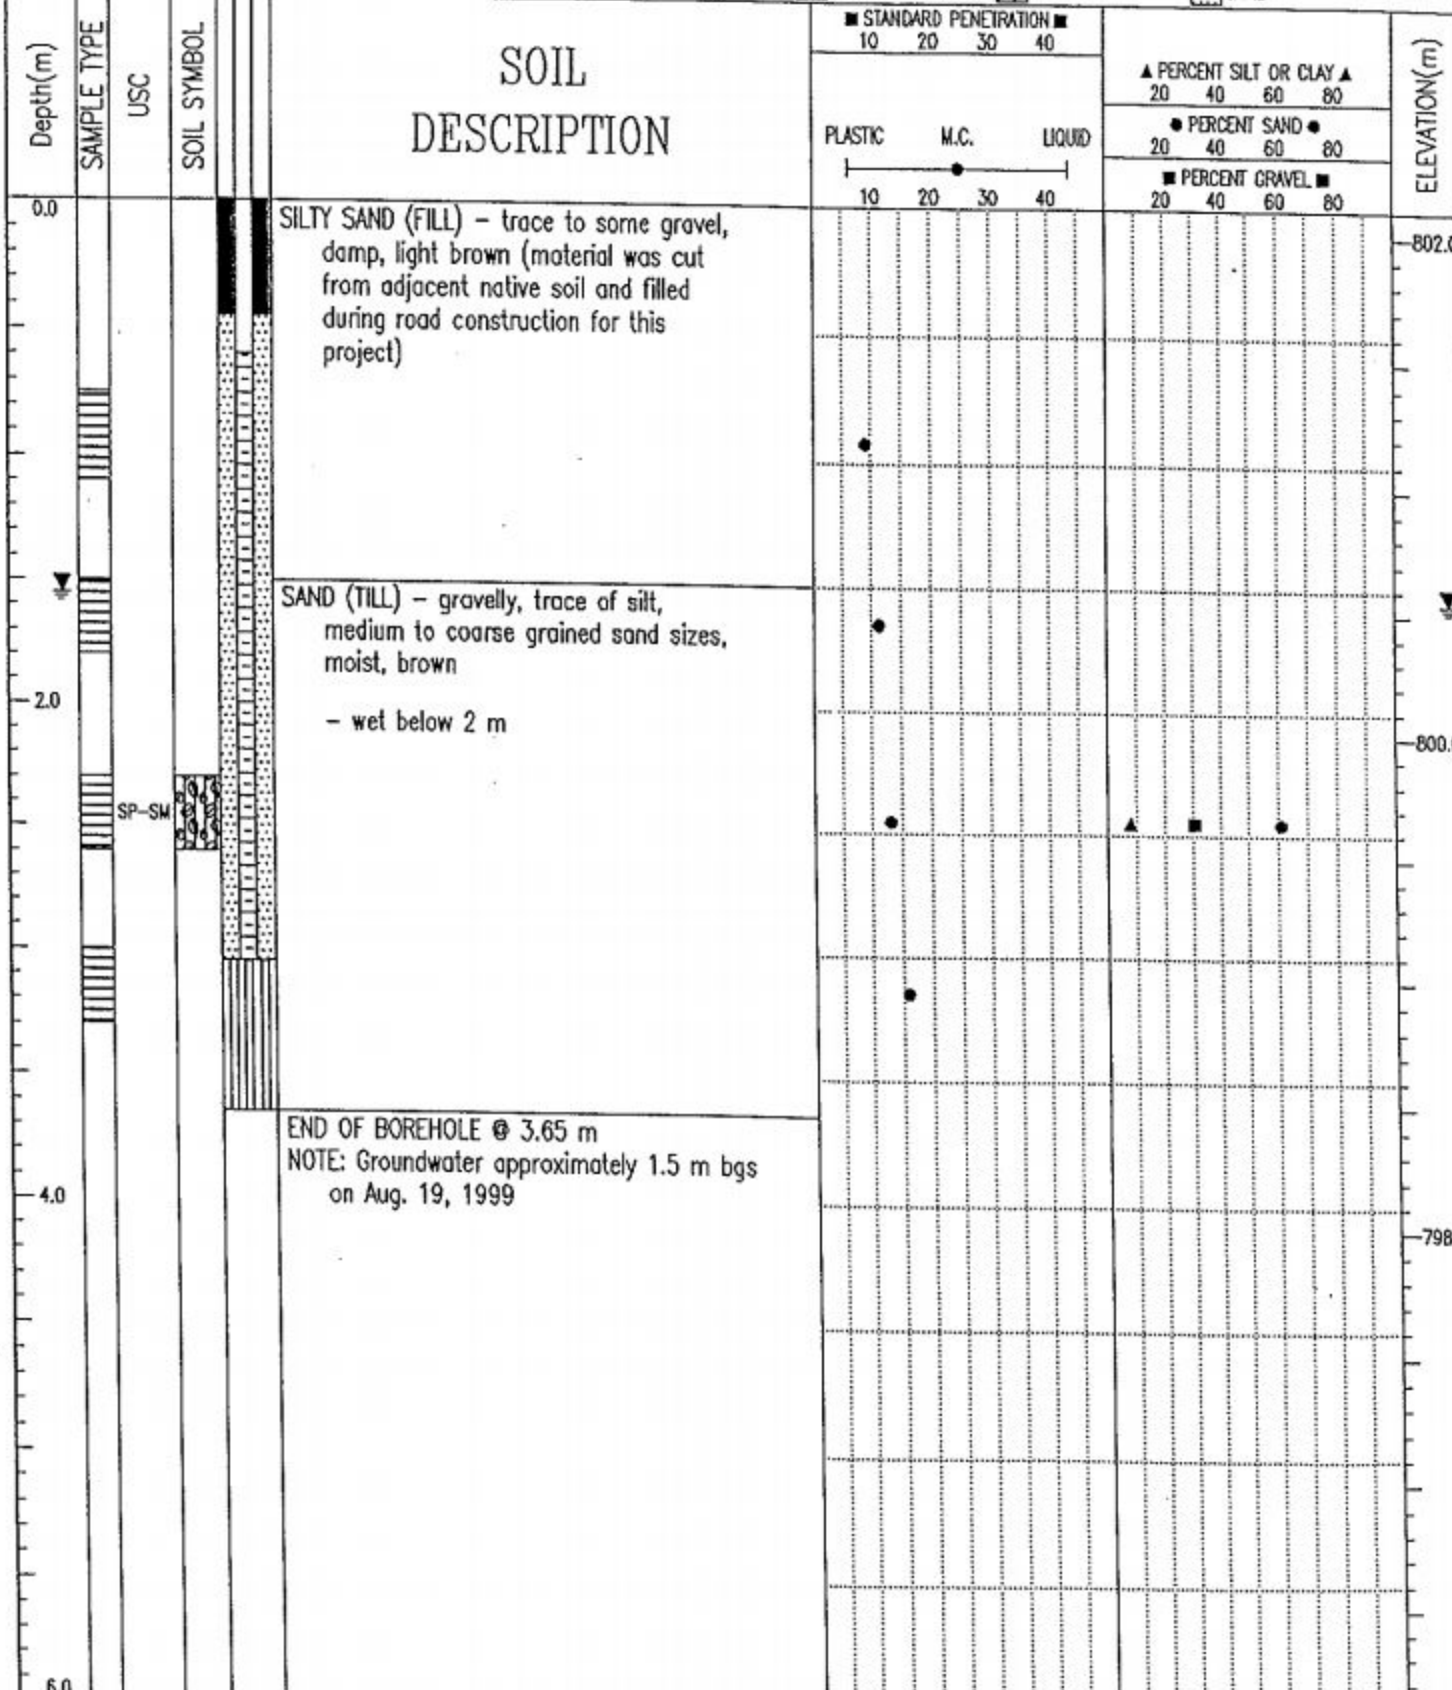 Depth(m)
SAMPLE TYPE
USC
SOIL SYMBOL
SOIL
DESCRIPTION
■ STANDARD PENETRATION ■
10 20 30 40
PLASTIC M.C. LIQUID
10 20 30 40
▲ PERCENT SILT OR CLAY ▲
20 40 60 80
● PERCENT SAND ●
20 40 60 80
■ PERCENT GRAVEL ■
20 40 60 80
ELEVATION(m)
0.0
SILTY SAND (FILL) – trace to some gravel,
damp, light brown (material was cut
from adjacent native soil and filled
during road construction for this
project)
802.0
SAND (TILL) – gravelly, trace of silt,
medium to coarse grained sand sizes,
moist, brown
2.0
– wet below 2 m
800.
SP–SM
END OF BOREHOLE @ 3.65 m
NOTE: Groundwater approximately 1.5 m bgs
on Aug. 19, 1999
4.0
798
6.0